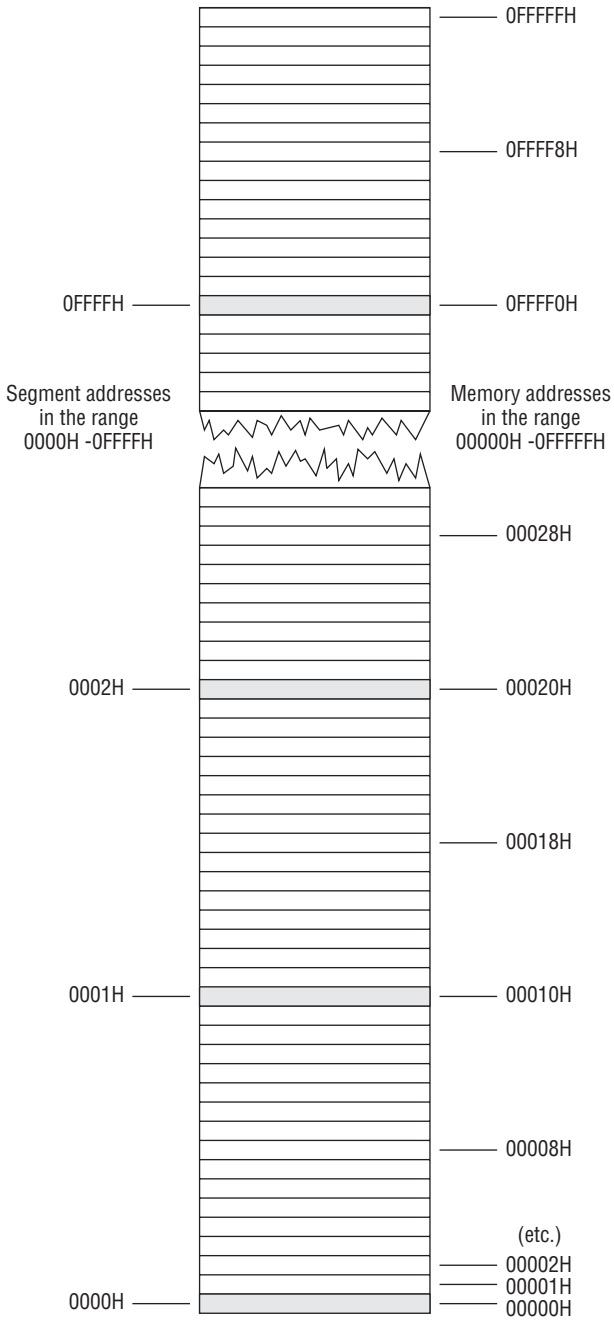 0FFFFFH
0FFFF8H
0FFFFH
0FFFF0H
Segment addresses
in the range
0000H -0FFFFH
Memory addresses
in the range
00000H -0FFFFFH
00028H
0002H
00020H
00018H
0001H
00010H
00008H
(etc.)
00002H
00001H
0000H
00000H